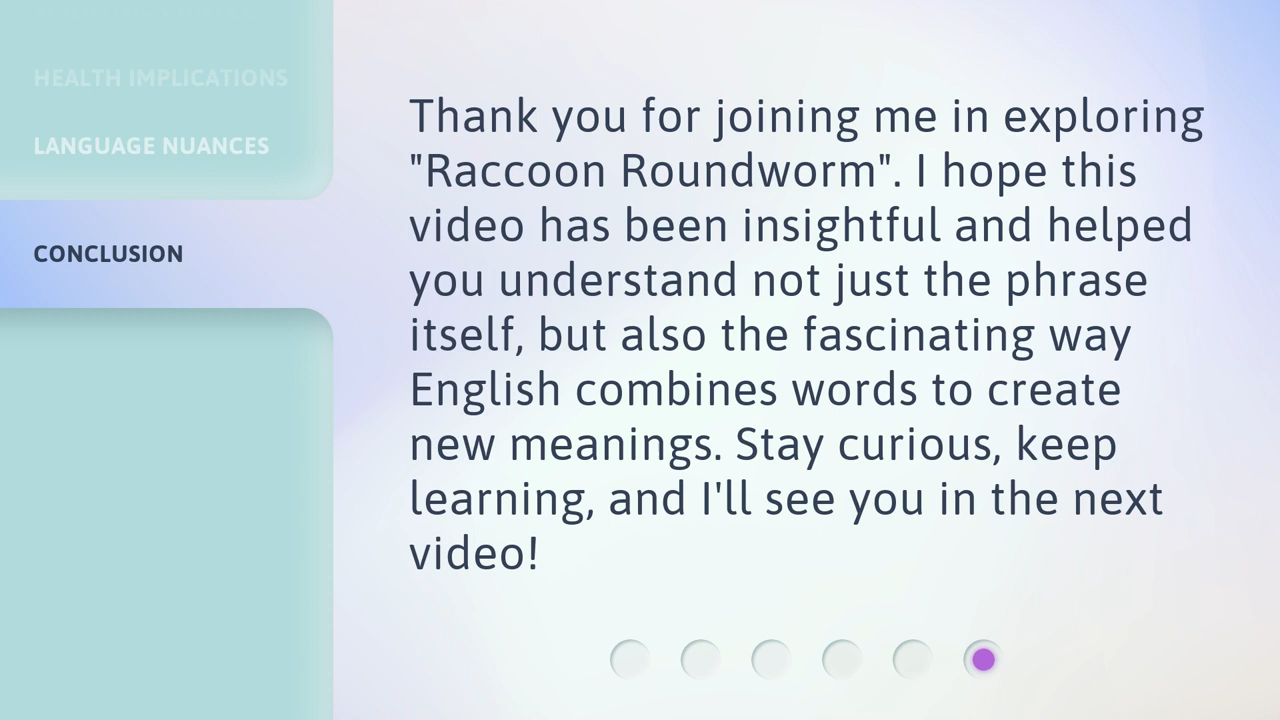 HEALTH IMPLICATIONS
LANGUAGE NUANCES
CONCLUSION
Thank you for joining me in exploring
"Raccoon Roundworm". I hope this
video has been insightful and helped
you understand not just the phrase
itself, but also the fascinating way
English combines words to create
new meanings. Stay curious, keep
learning, and I'll see you in the next
video!